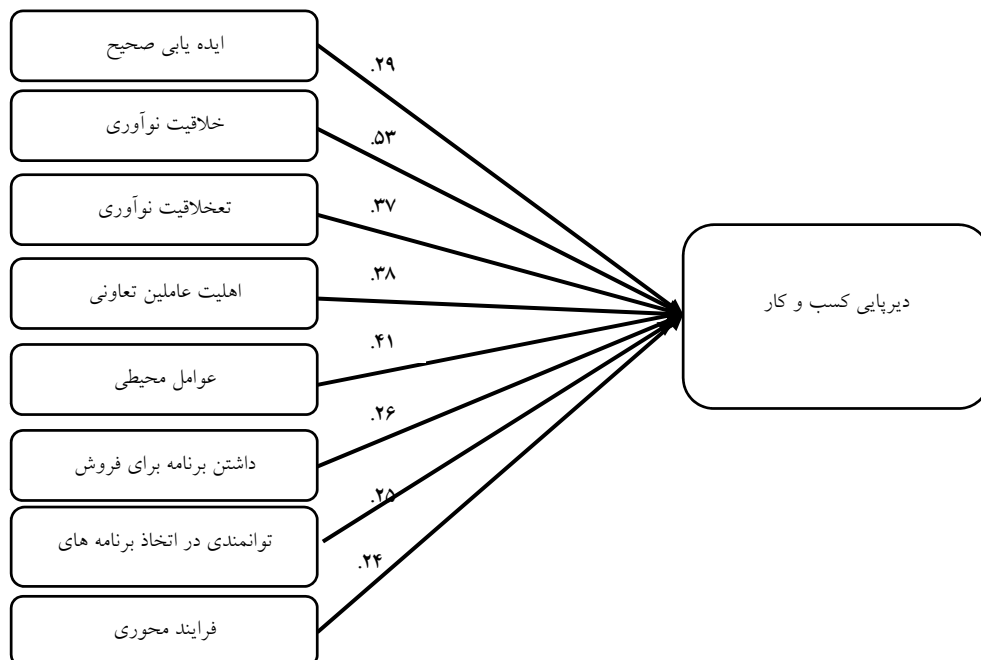 ایده یابی صحیح
.۲۹
خلاقیت نوآوری
.۵۳
تعخلاقیت نوآوری
.۳۷
اهلیت عاملین تعاونی
.۳۸
عوامل محیطی
.۴۱
داشتن برنامه برای فروش
.۲۶
توانمندی در اتخاذ برنامه های
.۲۵
فرایند محوری
.۲۴
دیرپایی کسب و کار